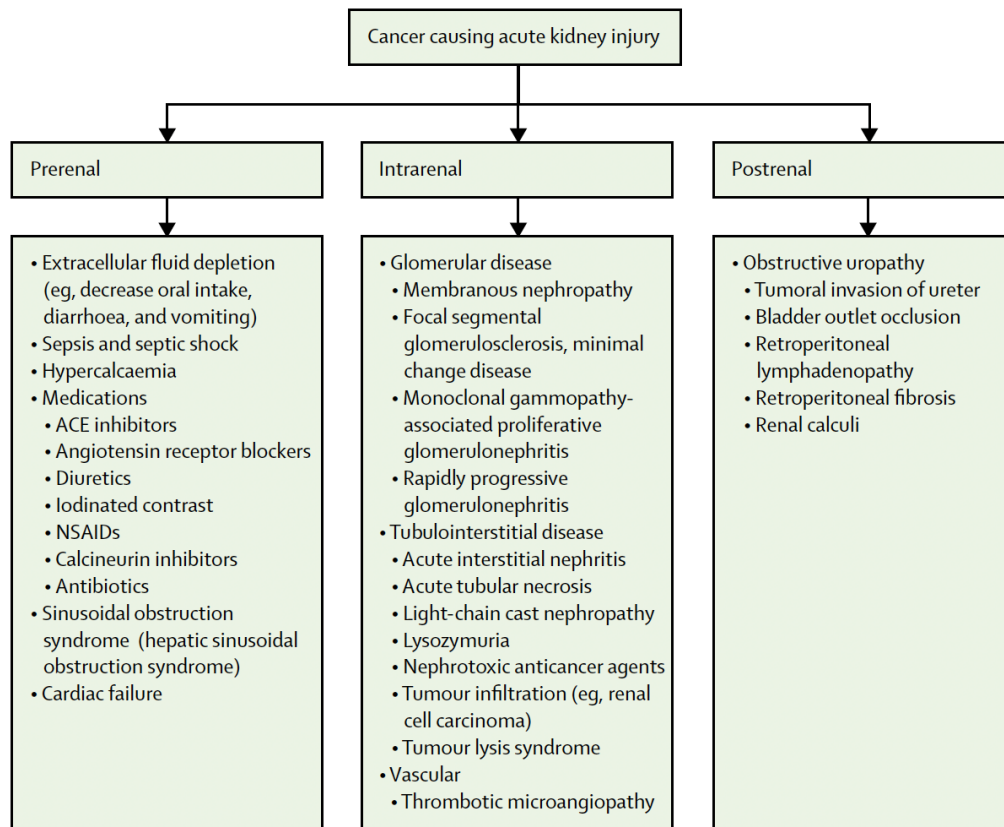 Cancer causing acute kidney injury
Prerenal
Intrarenal
Postrenal
• Extracellular fluid depletion
(eg, decrease oral intake,
diarrhoea, and vomiting)
• Sepsis and septic shock
• Hypercalcaemia
• Medications
• ACE inhibitors
• Angiotensin receptor blockers
• Diuretics
• Iodinated contrast
• NSAIDs
• Calcineurin inhibitors
• Antibiotics
• Sinusoidal obstruction
syndrome (hepatic sinusoidal
obstruction syndrome)
• Cardiac failure
• Glomerular disease
• Membranous nephropathy
• Focal segmental
glomerulosclerosis, minimal
change disease
• Monoclonal gammopathy-
associated proliferative
glomerulonephritis
• Rapidly progressive
glomerulonephritis
• Tubulointerstitial disease
• Acute interstitial nephritis
• Acute tubular necrosis
• Light-chain cast nephropathy
• Lysozymuria
• Nephrotoxic anticancer agents
• Tumour infiltration (eg, renal
cell carcinoma)
• Tumour lysis syndrome
• Vascular
• Thrombotic microangiopathy
• Obstructive uropathy
• Tumoral invasion of ureter
• Bladder outlet occlusion
• Retroperitoneal
lymphadenopathy
• Retroperitoneal fibrosis
• Renal calculi